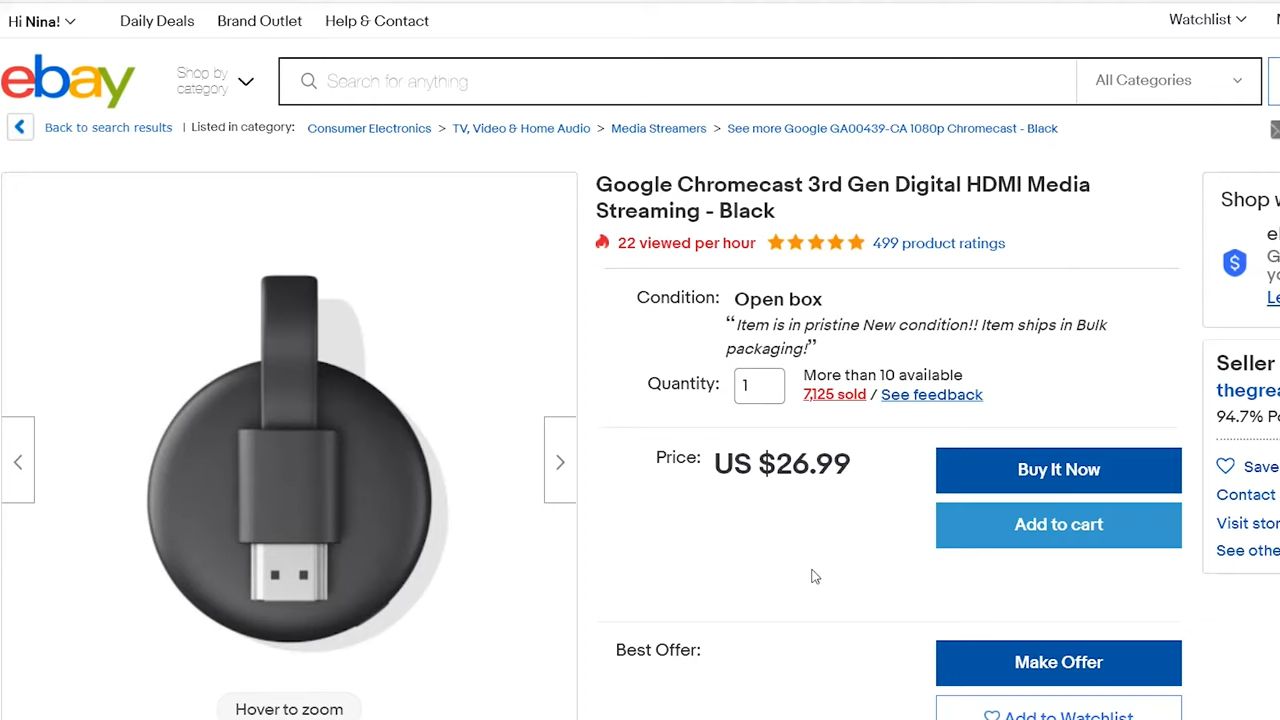 Hi Nina!
Daily Deals
Brand Outlet
Help & Contact
Watchlist
ebay
Shop by
category
Search for anything
All Categories
Back to search results
| Listed in category:
Consumer Electronics > TV, Video & Home Audio > Media Streamers > See more Google GA00439-CA 1080p Chromecast - Black
Google Chromecast 3rd Gen Digital HDMI Media
Streaming - Black
22 viewed per hour
499 product ratings
Condition:
Open box
“Item is in pristine New condition!! Item ships in Bulk
packaging!”
Quantity:
1
More than 10 available
7,125 sold / See feedback
Price:
US $26.99
Buy It Now
Add to cart
Best Offer:
Make Offer
Add to Watchlist
Hover to zoom
Shop
$
Seller
94.7%
Save
Contact
Visit
See